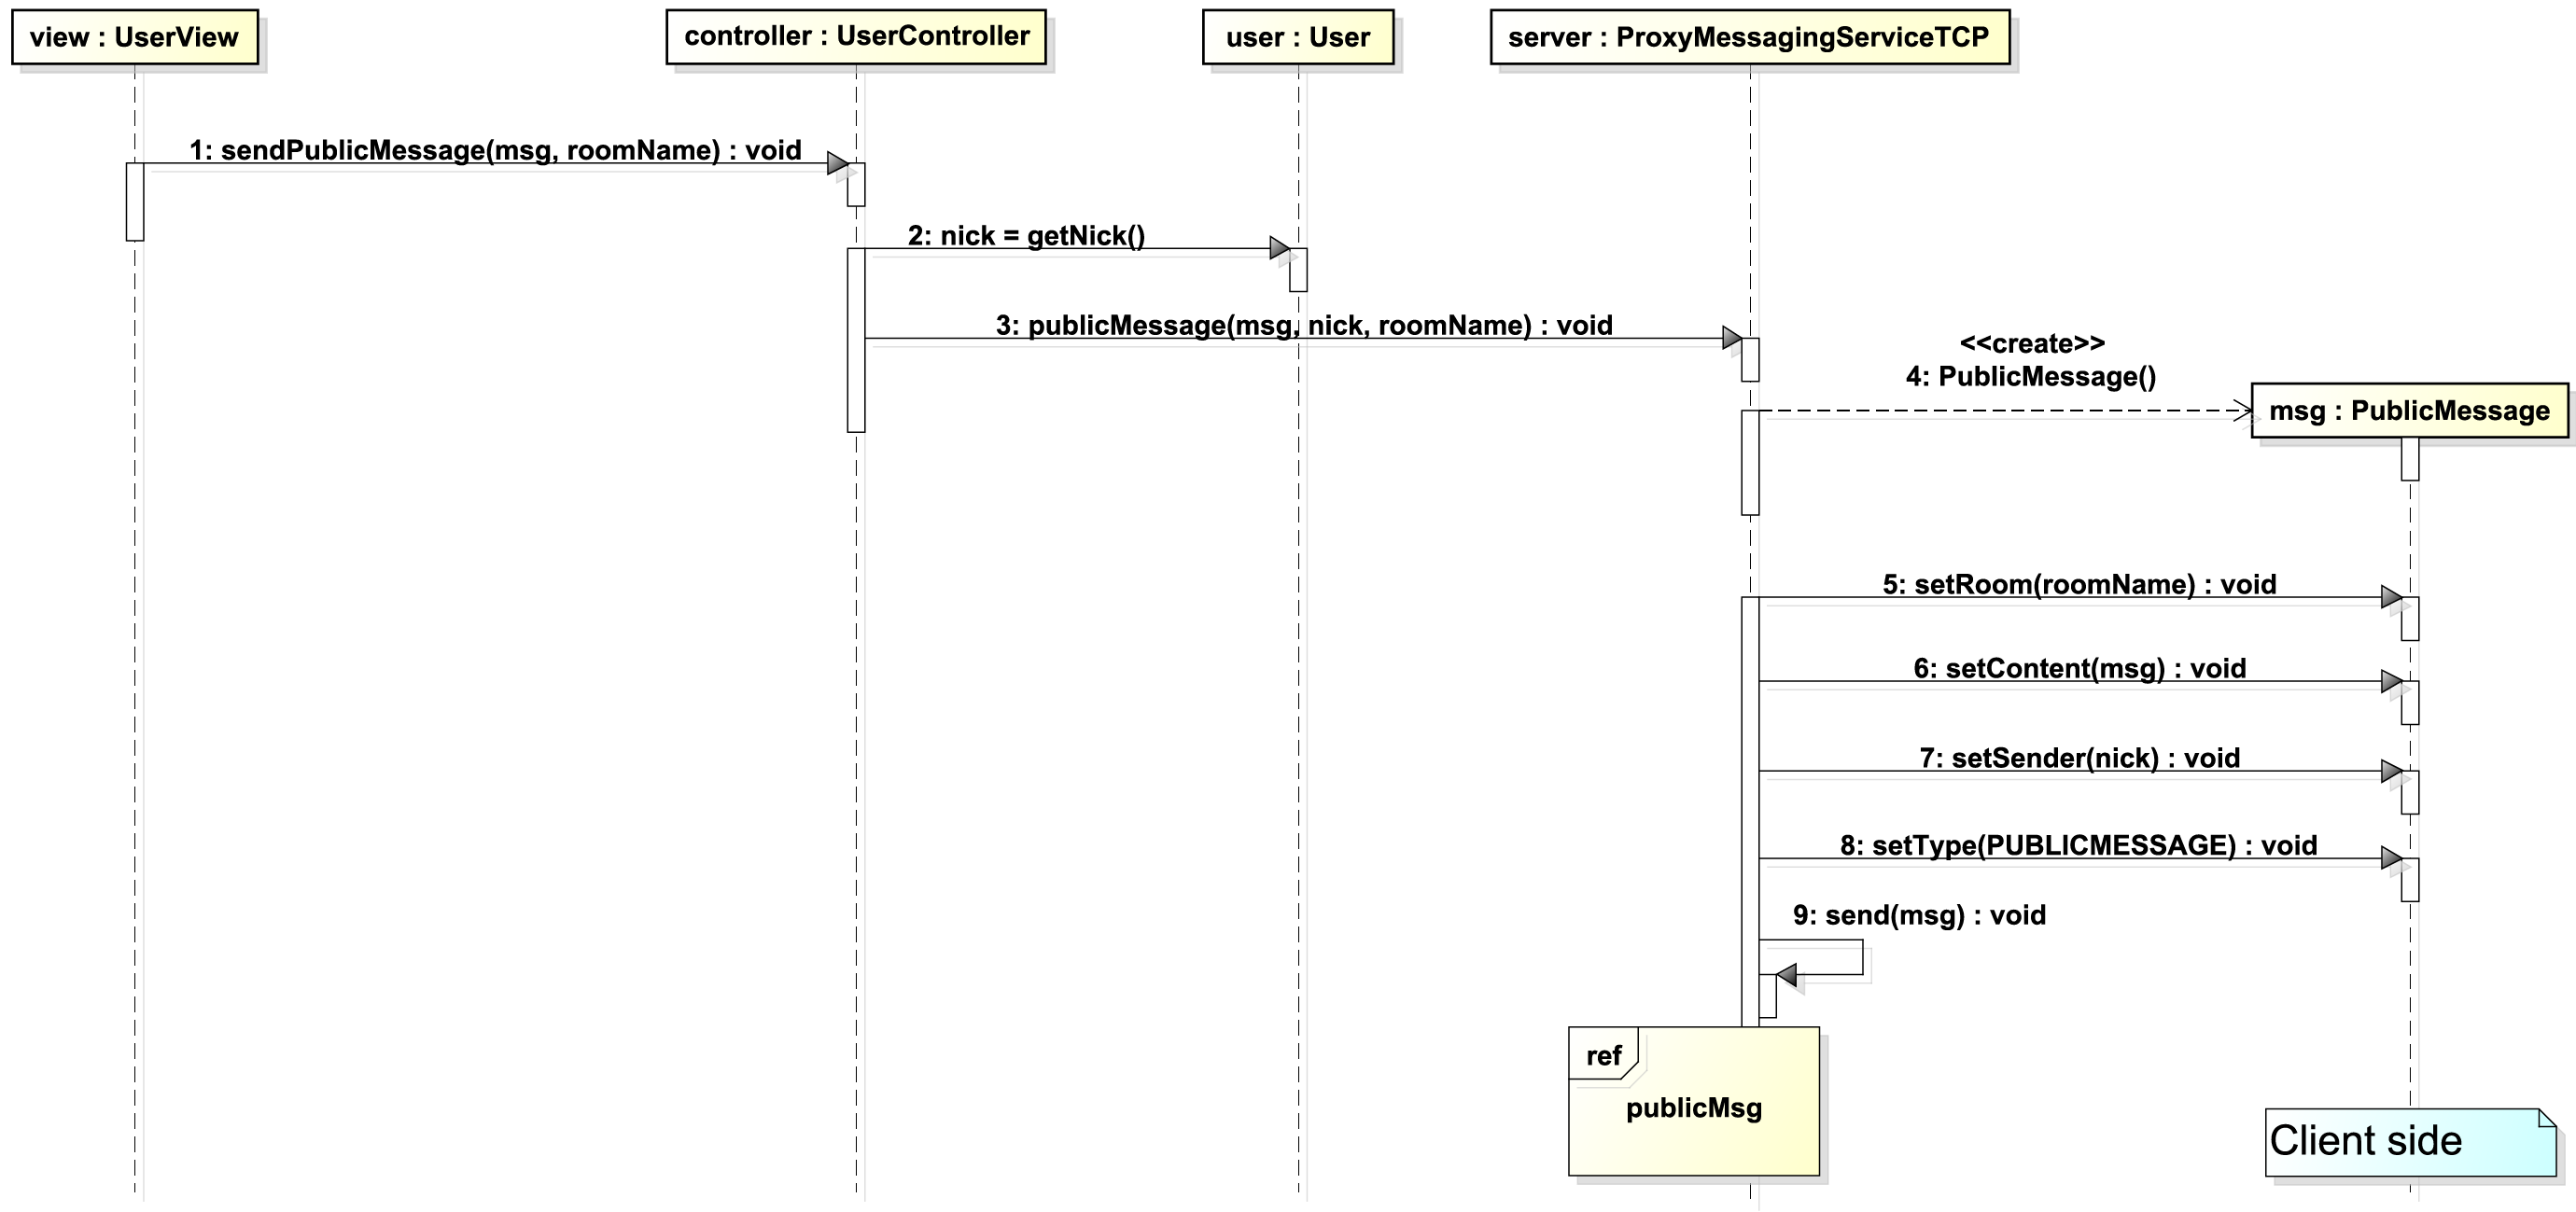 view : UserView
controller : UserController
user : User
server : ProxyMessagingServiceTCP
1: sendPublicMessage(msg, roomName) : void
2: nick = getNick()
3: publicMessage(msg, nick, roomName) : void
<<create>>
4: PublicMessage()
msg : PublicMessage
5: setRoom(roomName) : void
6: setContent(msg) : void
7: setSender(nick) : void
8: setType(PUBLICMESSAGE) : void
9: send(msg) : void
ref
publicMsg
Client side